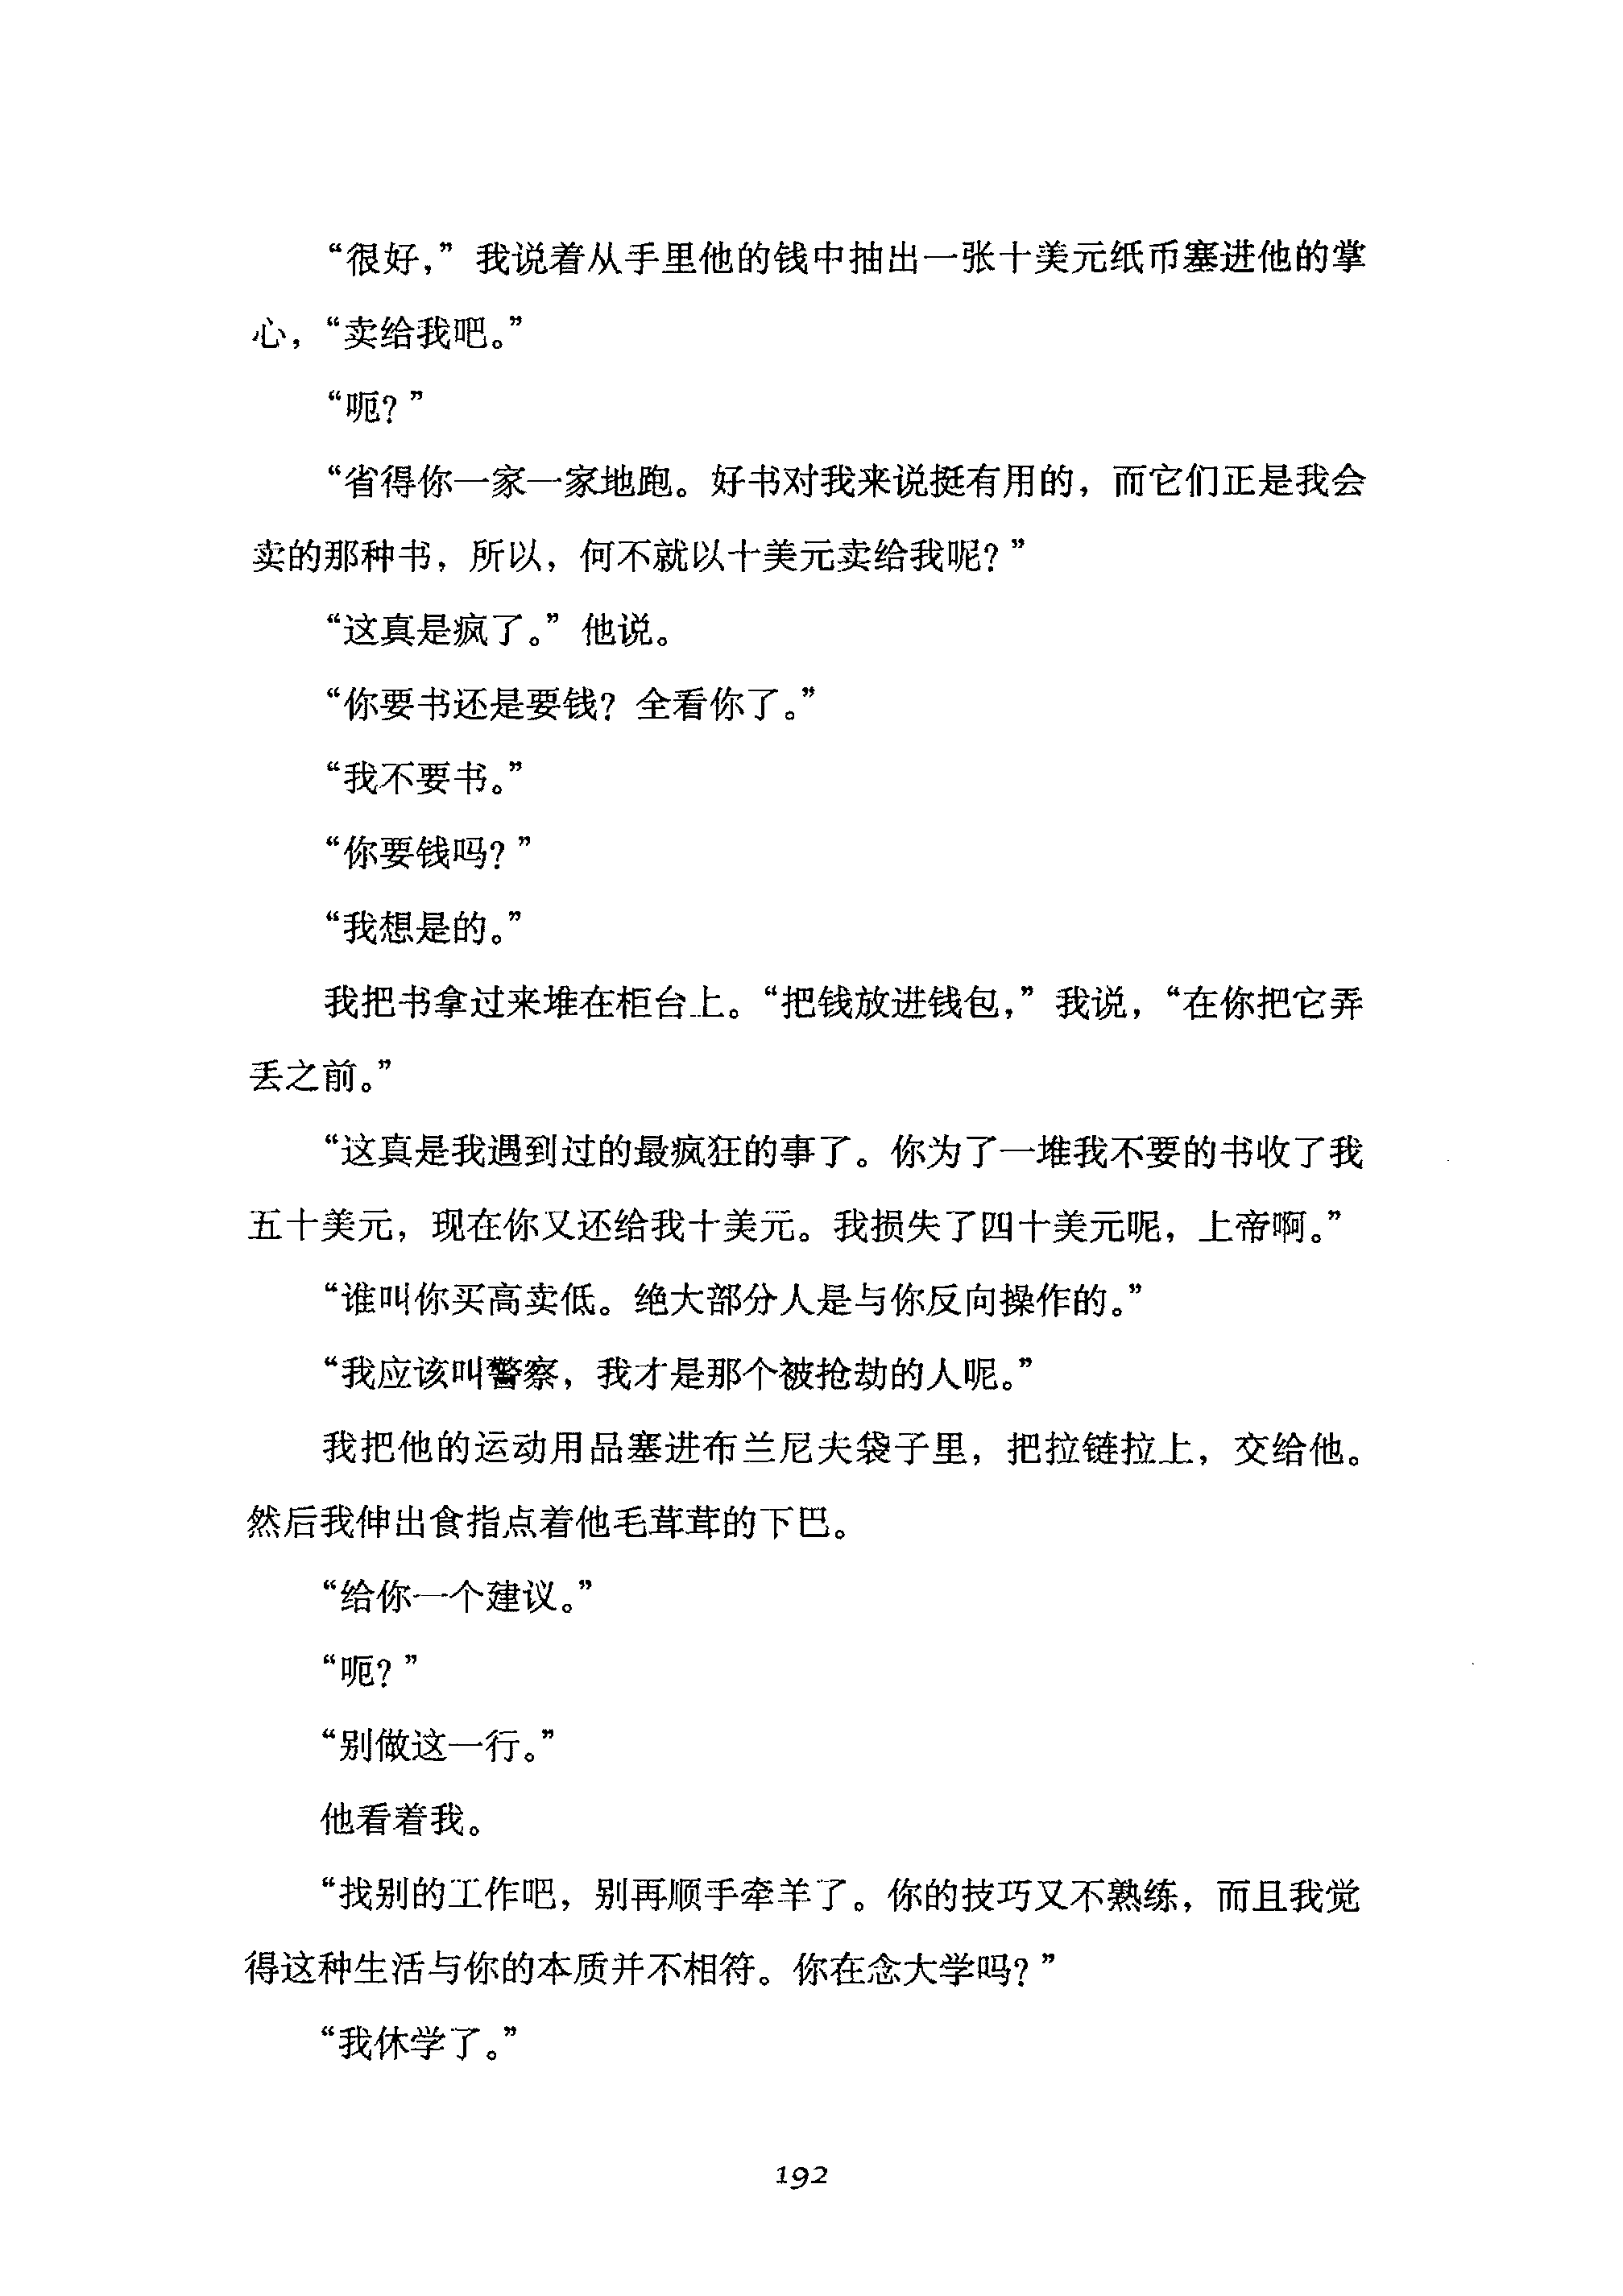 “很好，”我说着从手里他的钱中抽出一张十美元纸币塞进他的掌
心，“卖给我吧。”
“呃？”
“省得你一家一家地跑。好书对我来说挺有用的，而它们正是我会
卖的那种书，所以，何不就以十美元卖给我呢？”
“这真是疯了。”他说。
“你要书还是要钱？全看你了。”
“我不要书。”
“你要钱吗？”
“我想是的。”
我把书拿过来堆在柜台上。“把钱放进钱包，”我说，“在你把它弄
丢之前。”
“这真是我遇到过的最疯狂的事了。你为了一堆我不要的书收了我
五十美元，现在你又还给我十美元。我损失了四十美元呢，上帝啊。”
“谁叫你买高卖低。绝大部分人是与你反向操作的。”
“我应该叫警察，我才是那个被抢劫的人呢。”
我把他的运动用品塞进布兰尼夫袋子里，把拉链拉上，交给他。
然后我伸出食指点着他毛茸茸的下巴。
“给你一个建议。”
“呃？”
“别做这一行。”
他看着我。
“找别的工作吧，别再顺手牵羊了。你的技巧又不熟练，而且我觉
得这种生活与你的本质并不相符。你在念大学吗？”
“我休学了。”
192